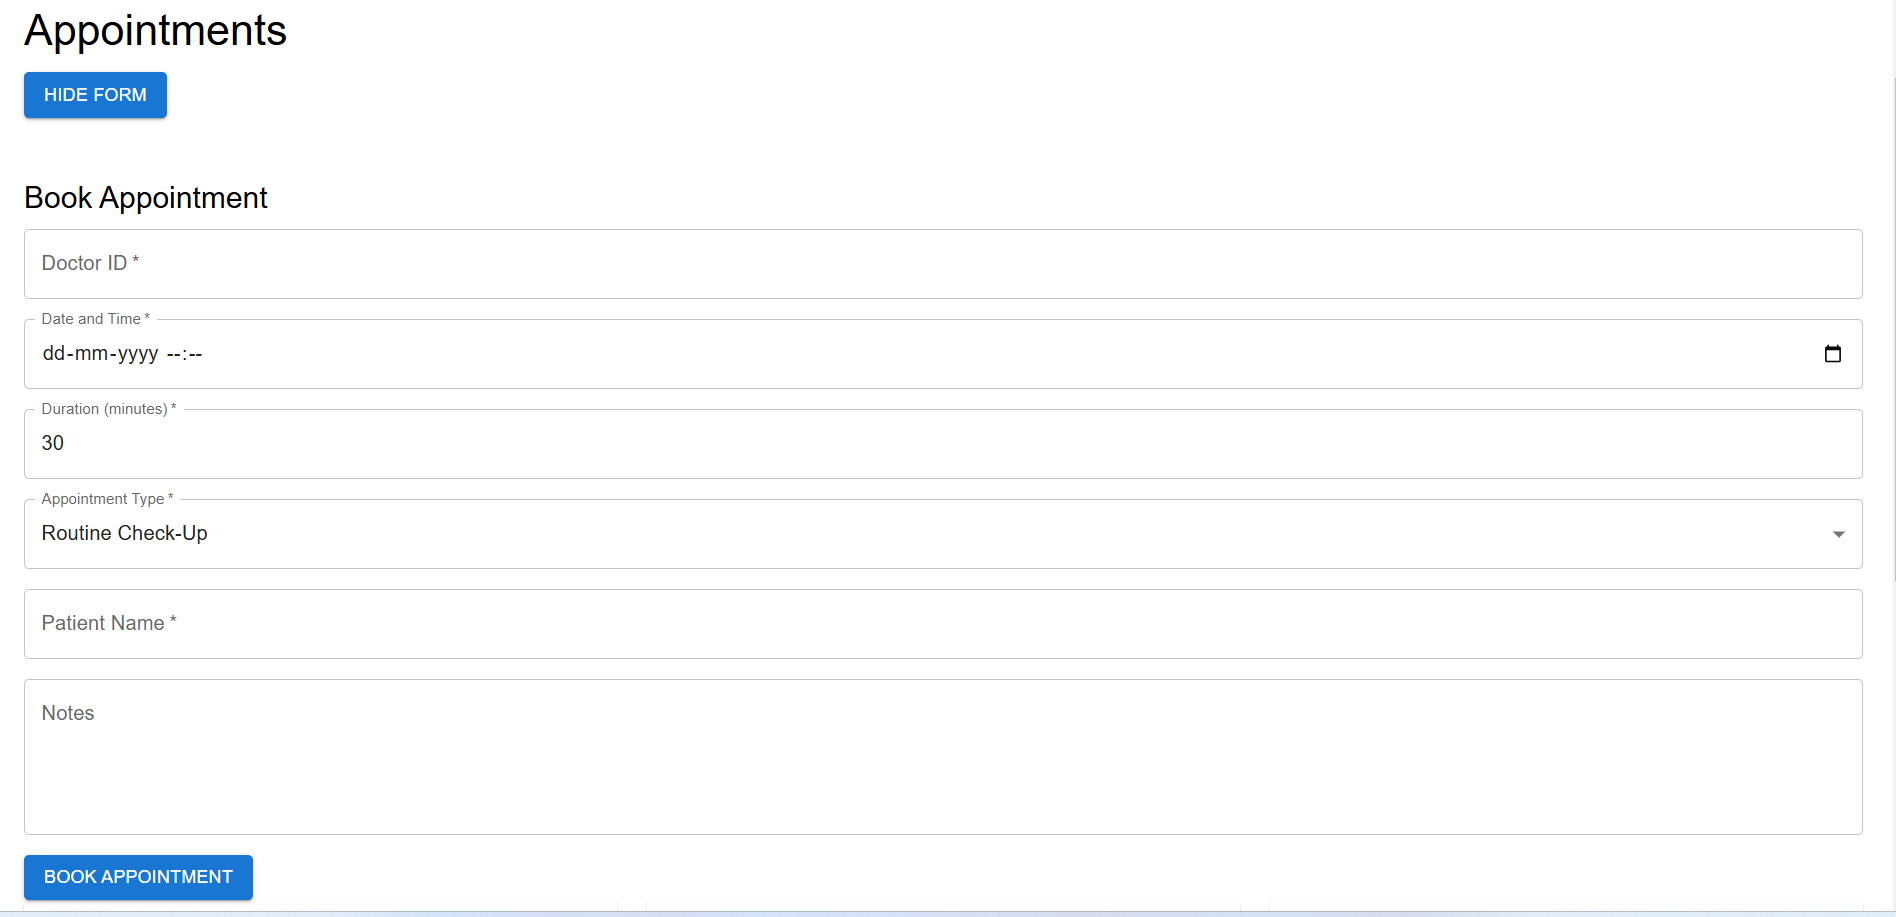 Appointments
HIDE FORM
Book Appointment
Doctor ID *
Date and Time *
dd-mm-yyyy --:--
Duration (minutes) *
30
Appointment Type *
Routine Check-Up
Patient Name *
Notes
BOOK APPOINTMENT